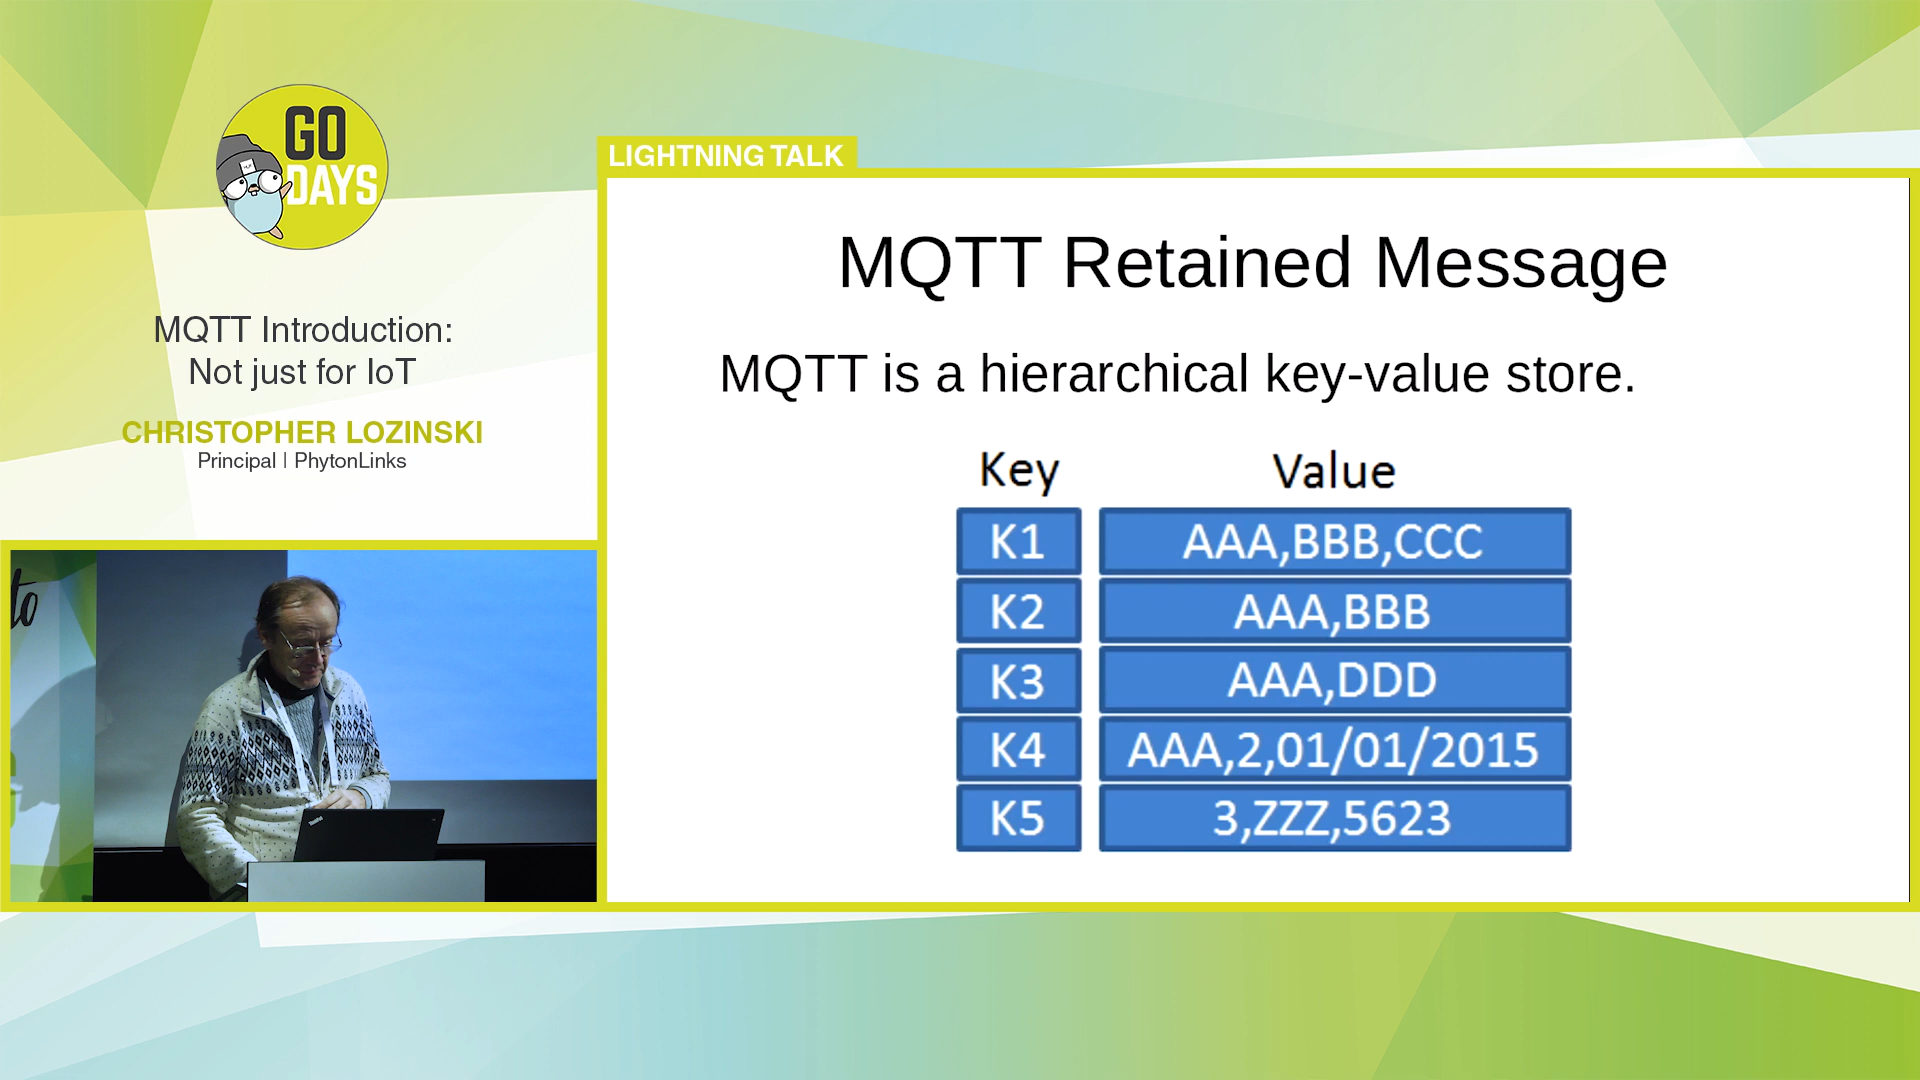 GO
DAYS
MQTT Introduction:
Not just for IoT
CHRISTOPHER LOZINSKI
Principal | PhytonLinks
LIGHTNING TALK
MQTT Retained Message
MQTT is a hierarchical key-value store.
Key Value
K1 AAA,BBB,CCC
K2 AAA,BBB
K3 AAA,DDD
K4 AAA,2,01/01/2015
K5 3,ZZZ,5623
to
ThinkPad